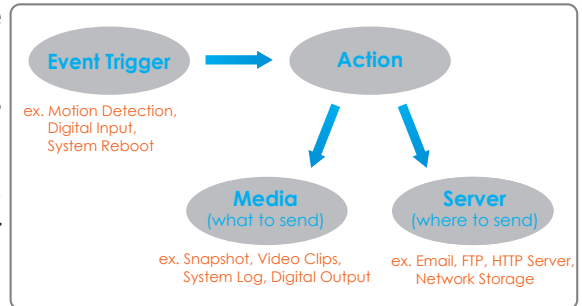 Event Trigger
Action
ex. Motion Detection,
Digital Input,
System Reboot
Media
(what to send)
Server
(where to send)
ex. Snapshot, Video Clips,
System Log, Digital Output
ex. Email, FTP, HTTP Server,
Network Storage